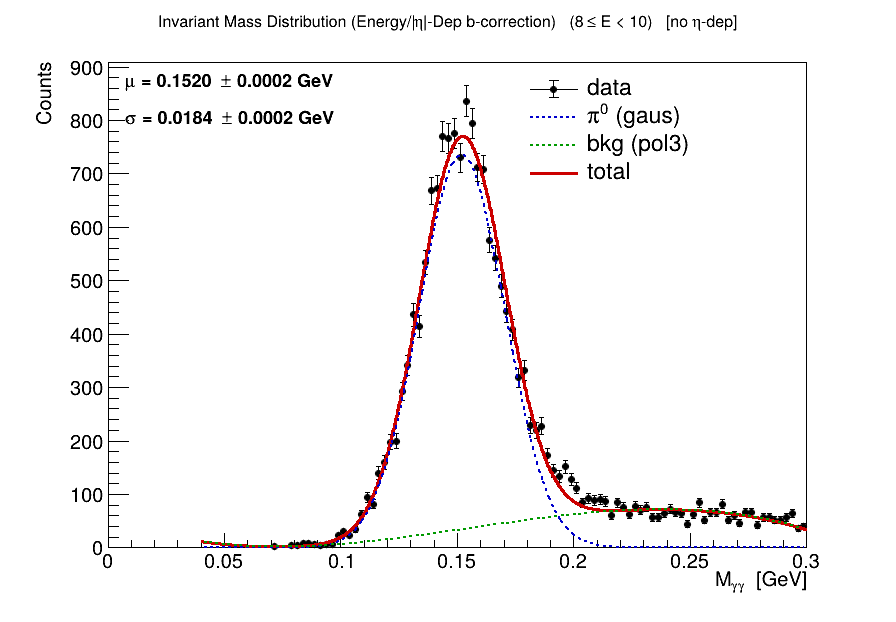 Invariant Mass Distribution (Energy/|η|-Dep b-correction) (8 ≤ E < 10) [no η-dep]
Counts
μ = 0.1520 ± 0.0002 GeV
σ = 0.0184 ± 0.0002 GeV
data
π⁰ (gaus)
bkg (pol3)
total
900
800
700
600
500
400
300
200
100
0
0 0.05 0.1 0.15 0.2 0.25 0.3
M_γγ [GeV]